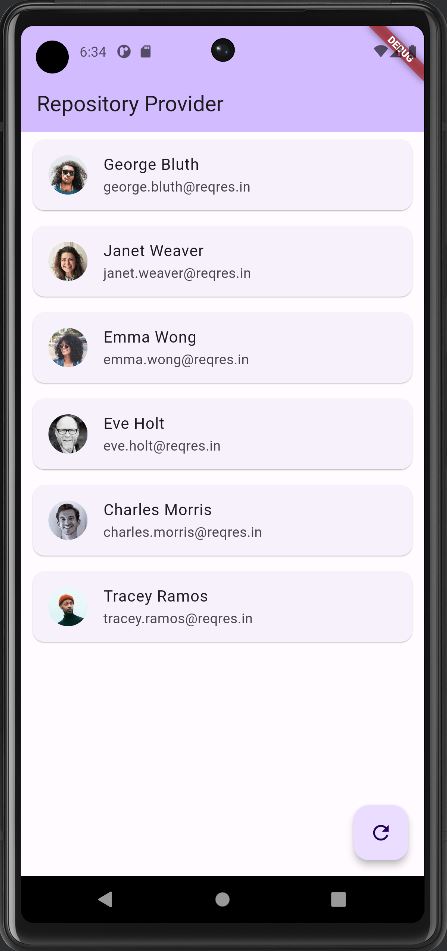 6:34
DEBUG
Repository Provider
George Bluth
george.bluth@reqres.in
Janet Weaver
janet.weaver@reqres.in
Emma Wong
emma.wong@reqres.in
Eve Holt
eve.holt@reqres.in
Charles Morris
charles.morris@reqres.in
Tracey Ramos
tracey.ramos@reqres.in